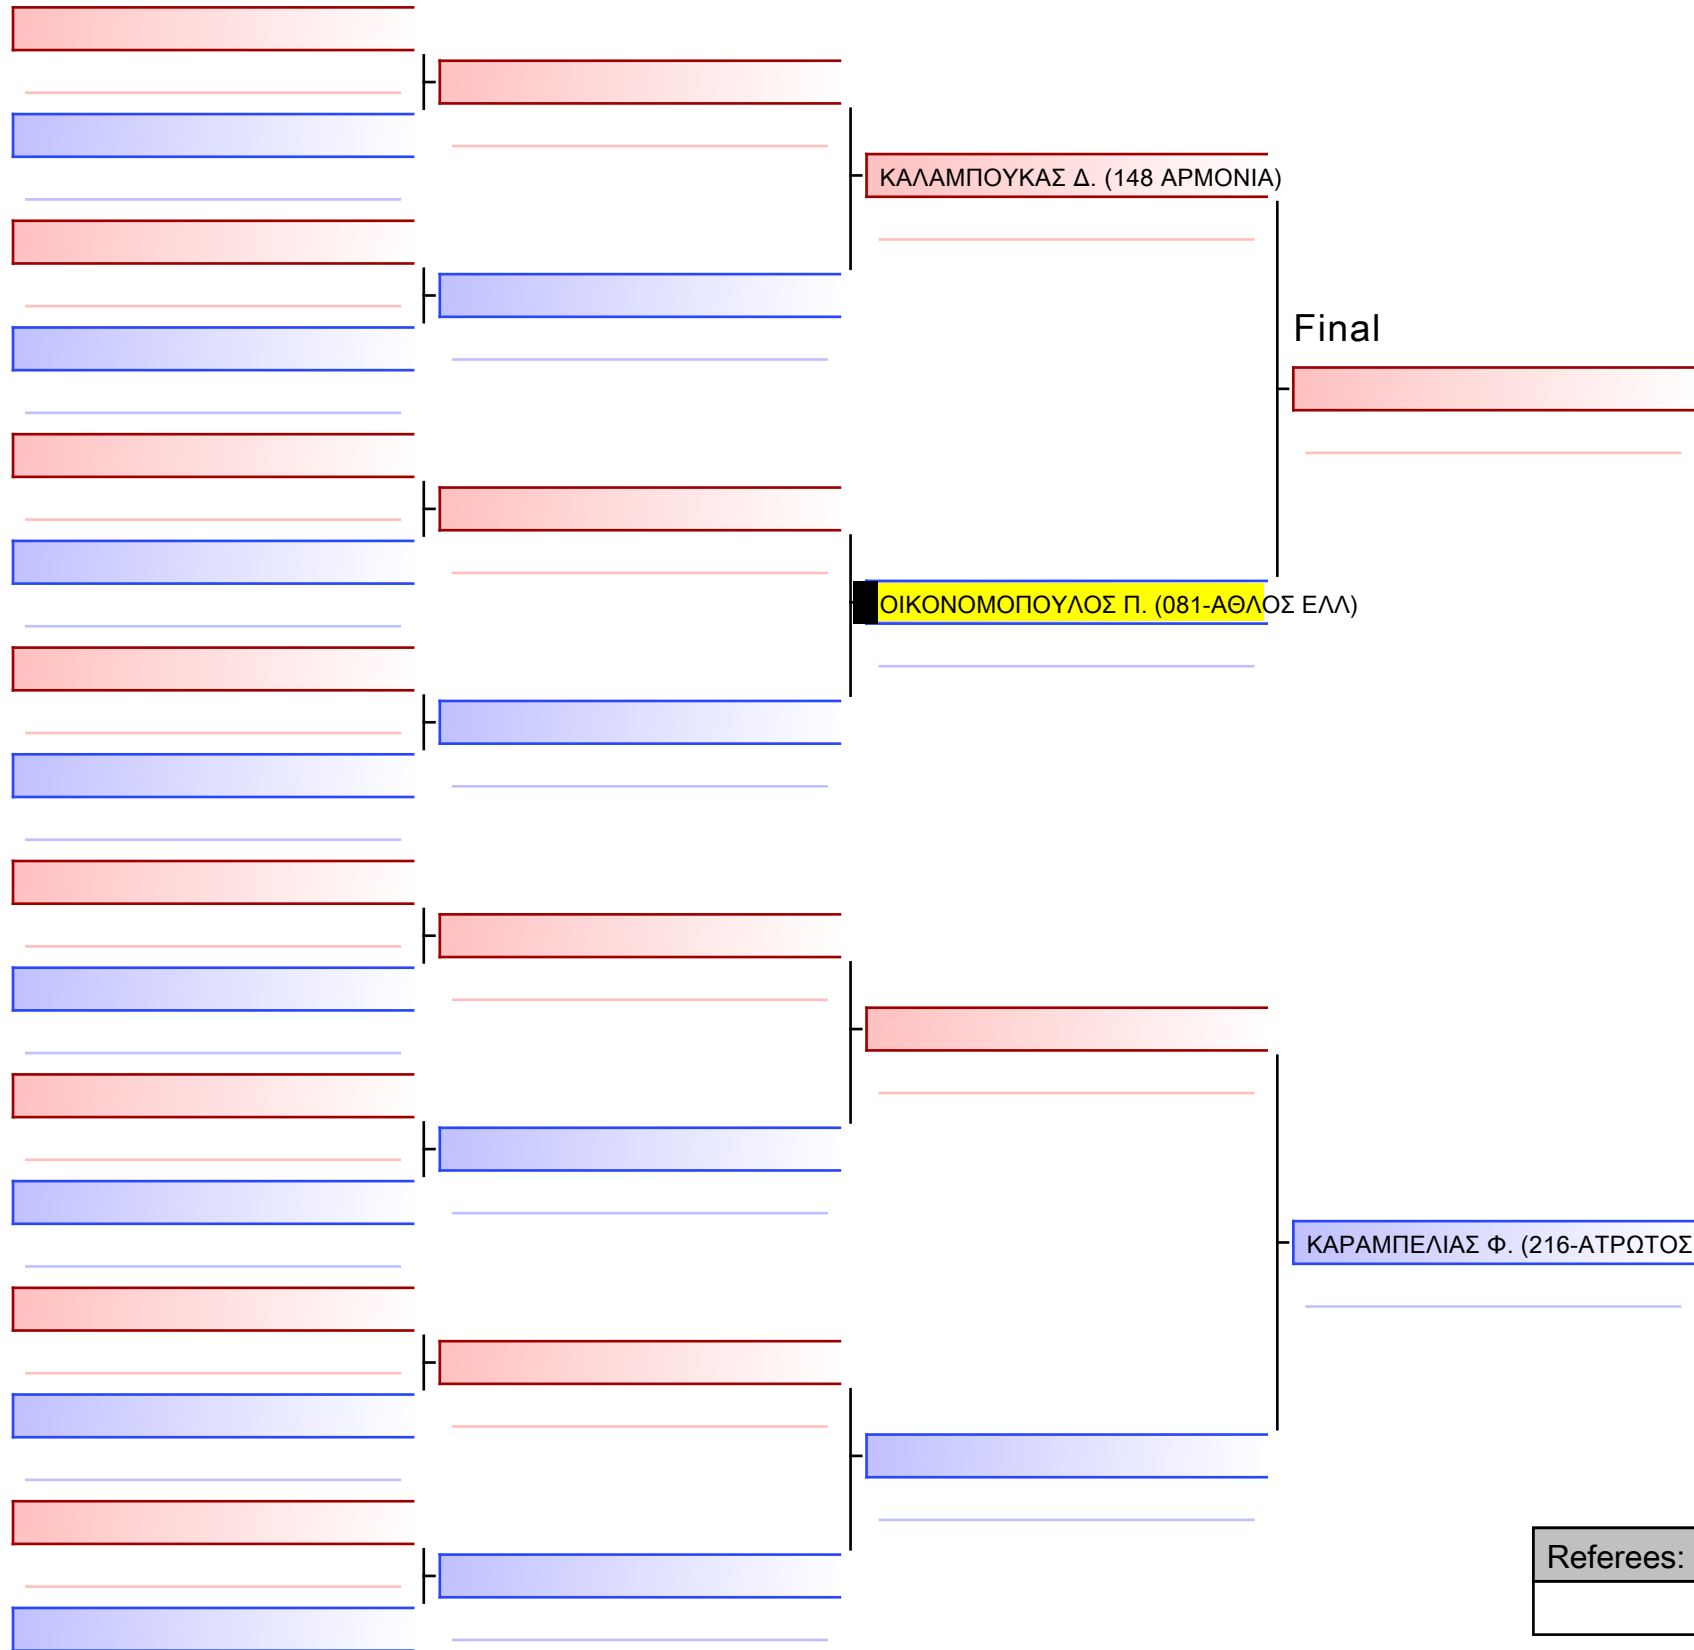 ΚΑΛΑΜΠΟΥΚΑΣ Δ. (148 ΑΡΜΟΝΙΑ)
Final
ΟΙΚΟΝΟΜΟΠΟΥΛΟΣ Π. (081-ΑΘΛΟΣ ΕΛΛ)
ΚΑΡΑΜΠΕΛΙΑΣ Φ. (216-ΑΤΡΩΤΟΣ
Referees: